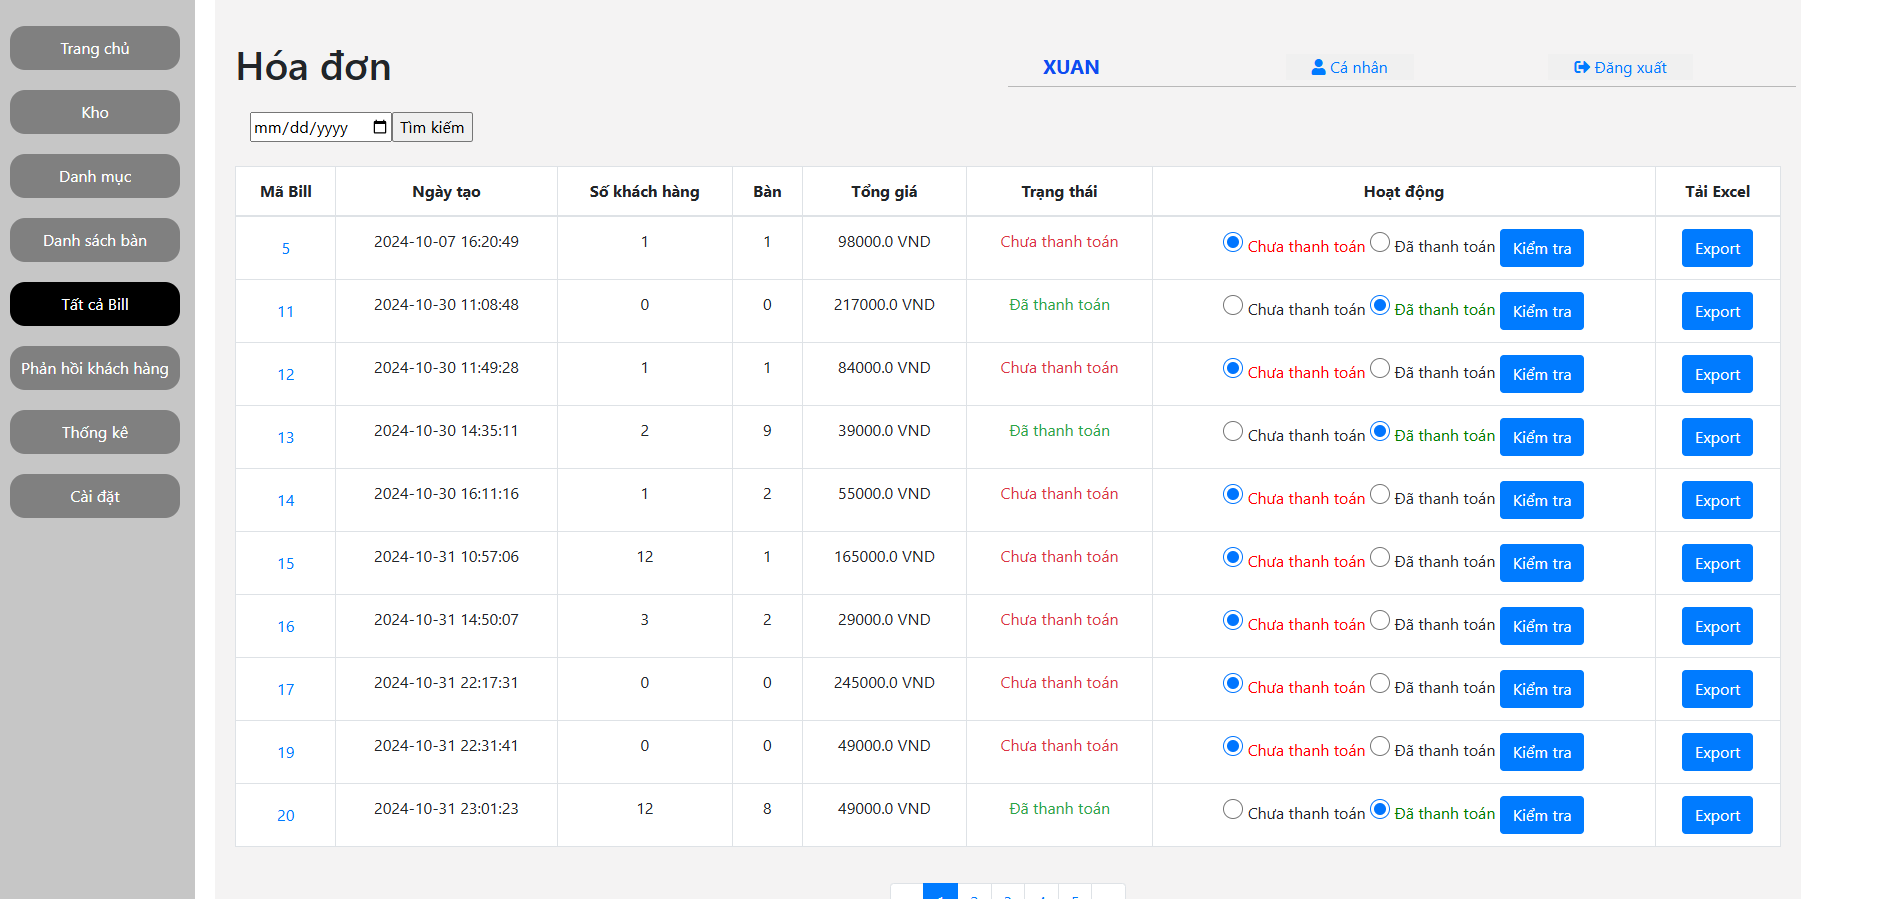 Trang chủ
Kho
Danh mục
Danh sách bàn
Tất cả Bill
Phản hồi khách hàng
Thống kê
Cài đặt
Hóa đơn
XUAN Cá nhân Đăng xuất
mm/dd/yyyy Tìm kiếm
Mã Bill Ngày tạo Số khách hàng Bàn Tổng giá Trạng thái Hoạt động Tải Excel
5 2024-10-07 16:20:49 1 1 98000.0 VND Chưa thanh toán Chưa thanh toán Đã thanh toán Kiểm tra Export
11 2024-10-30 11:08:48 0 0 217000.0 VND Đã thanh toán Chưa thanh toán Đã thanh toán Kiểm tra Export
12 2024-10-30 11:49:28 1 1 84000.0 VND Chưa thanh toán Chưa thanh toán Đã thanh toán Kiểm tra Export
13 2024-10-30 14:35:11 2 9 39000.0 VND Đã thanh toán Chưa thanh toán Đã thanh toán Kiểm tra Export
14 2024-10-30 16:11:16 1 2 55000.0 VND Chưa thanh toán Chưa thanh toán Đã thanh toán Kiểm tra Export
15 2024-10-31 10:57:06 12 1 165000.0 VND Chưa thanh toán Chưa thanh toán Đã thanh toán Kiểm tra Export
16 2024-10-31 14:50:07 3 2 29000.0 VND Chưa thanh toán Chưa thanh toán Đã thanh toán Kiểm tra Export
17 2024-10-31 22:17:31 0 0 245000.0 VND Chưa thanh toán Chưa thanh toán Đã thanh toán Kiểm tra Export
19 2024-10-31 22:31:41 0 0 49000.0 VND Chưa thanh toán Chưa thanh toán Đã thanh toán Kiểm tra Export
20 2024-10-31 23:01:23 12 8 49000.0 VND Đã thanh toán Chưa thanh toán Đã thanh toán Kiểm tra Export